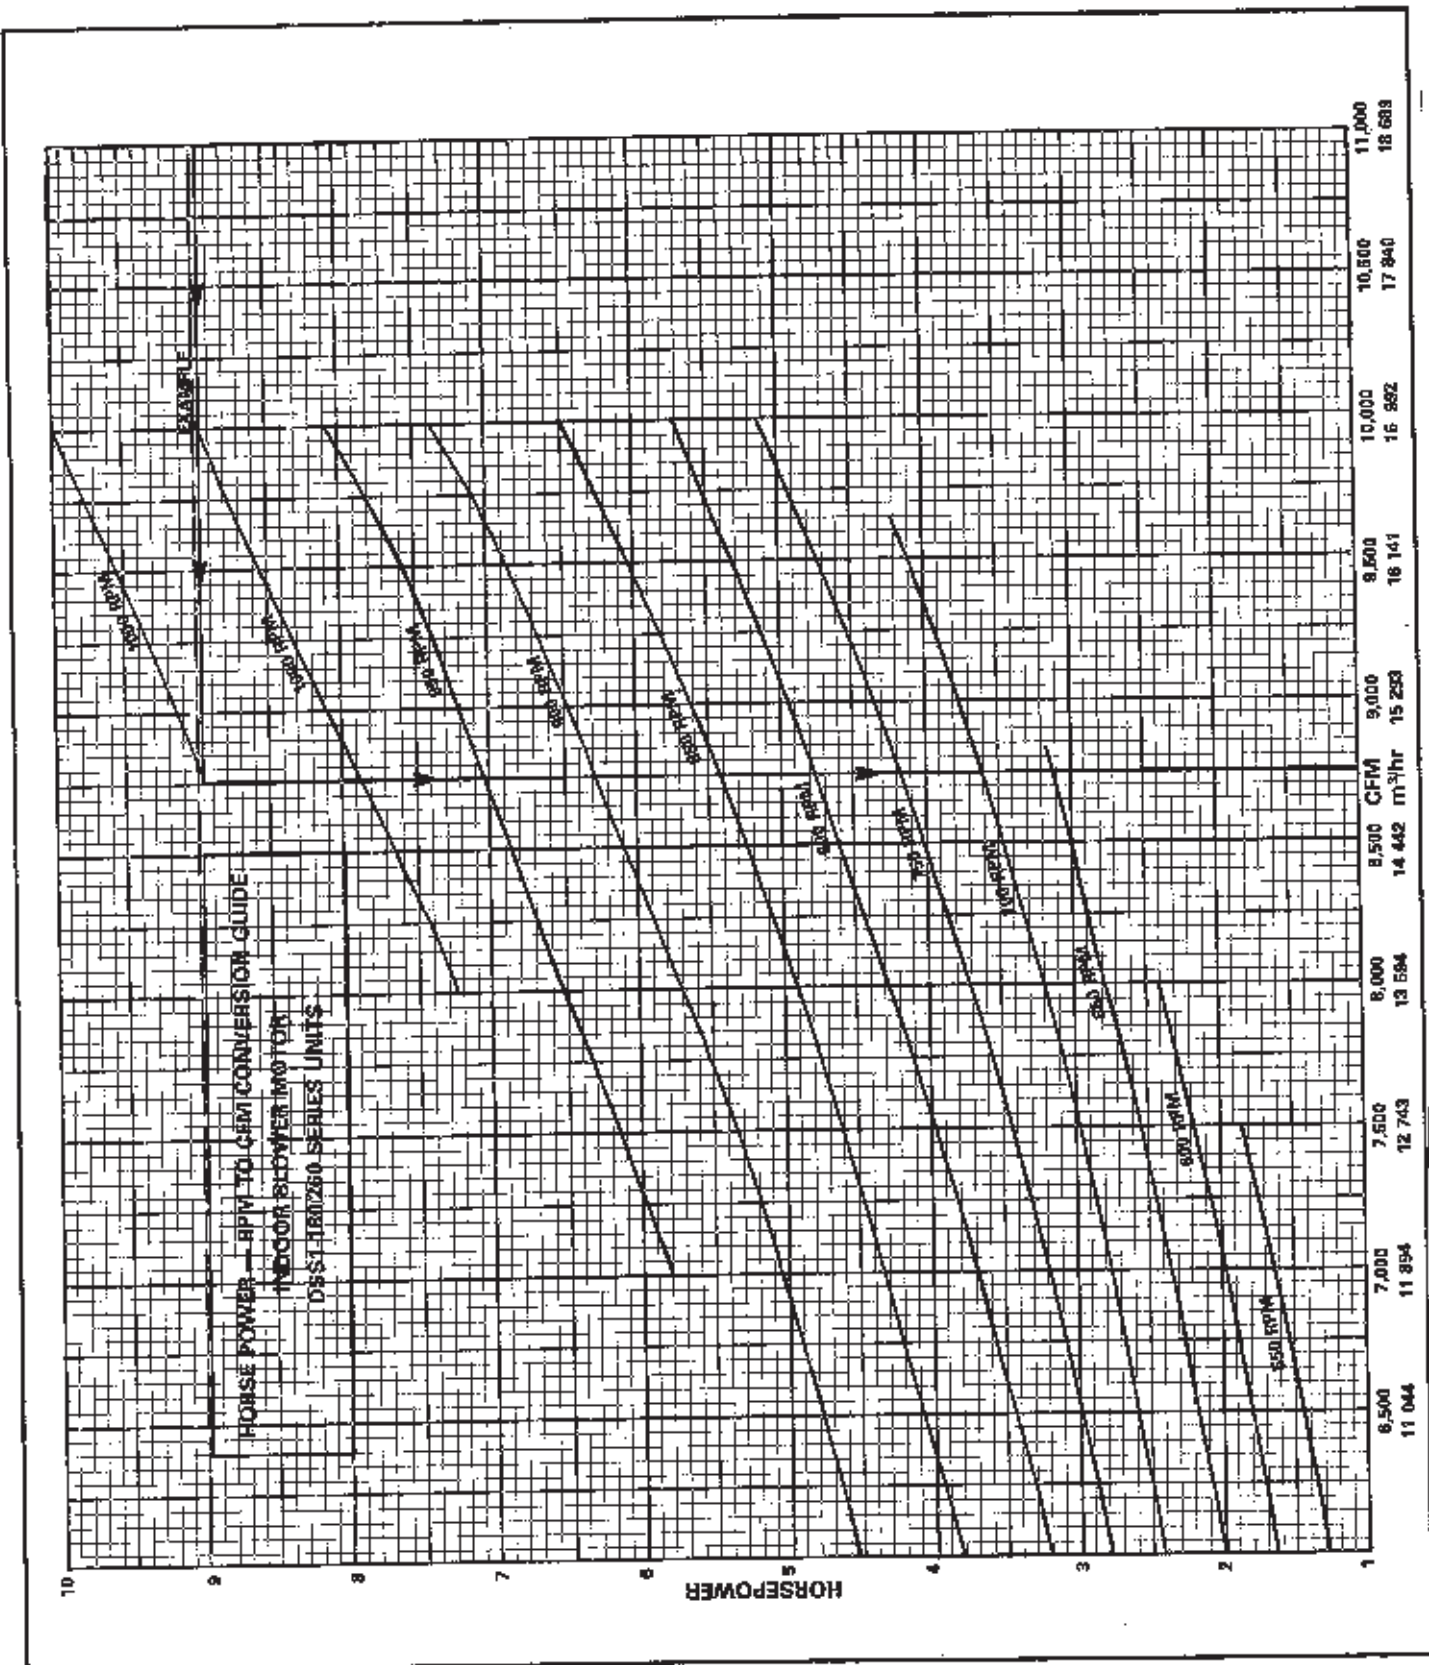 HORSE POWER — RPM TO CFM CONVERSION GUIDE
INDOOR BLOWER MOTOR
DSS1-180/260 SERIES UNITS
EXAMPLE
1000 RPM
950 RPM
900 RPM
850 RPM
800 RPM
750 RPM
700 RPM
650 RPM
600 RPM
550 RPM
HORSEPOWER
10
9
8
7
6
5
4
3
2
1
6,500 7,000 7,500 8,000 8,500 CFM 9,000 9,500 10,000 10,500 11,000
11 044 11 894 12 743 13 594 14 442 m³/hr 15 293 16 141 16 992 17 840 18 689